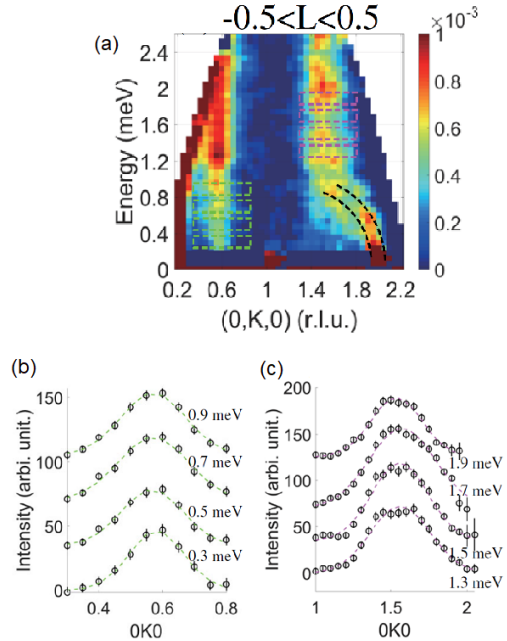 -0.5<L<0.5
(a)
×10⁻³
2.6
2.4
2
1.6
1.2
0.8
0.4
0
Energy (meV)
1
0.8
0.6
0.4
0.2
0
0.2 0.6 1 1.4 1.8 2.2
(0,K,0) (r.l.u.)
(b)
Intensity (arbi. unit.)
150
100
50
0
0.9 meV
0.7 meV
0.5 meV
0.3 meV
0.4 0.6 0.8
0K0
(c)
Intensity (arbi. unit.)
200
150
100
50
0
1.9 meV
1.7 meV
1.5 meV
1.3 meV
1 1.5 2
0K0